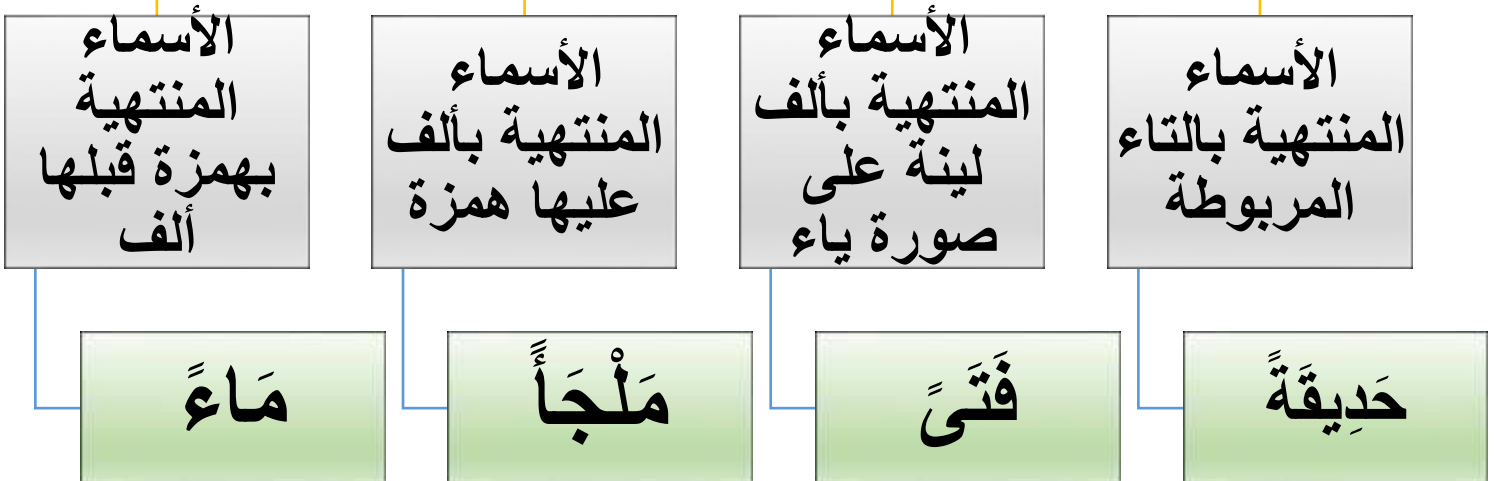 الأسماء
المنتهية بالتاء
المربوطة
حَدِيقَةً
الأسماء
المنتهية بألف
لينة على
صورة ياء
فَتَىً
الأسماء
المنتهية بألف
عليها همزة
مَلْجَأً
الأسماء
المنتهية
بهمزة قبلها
ألف
مَاءً